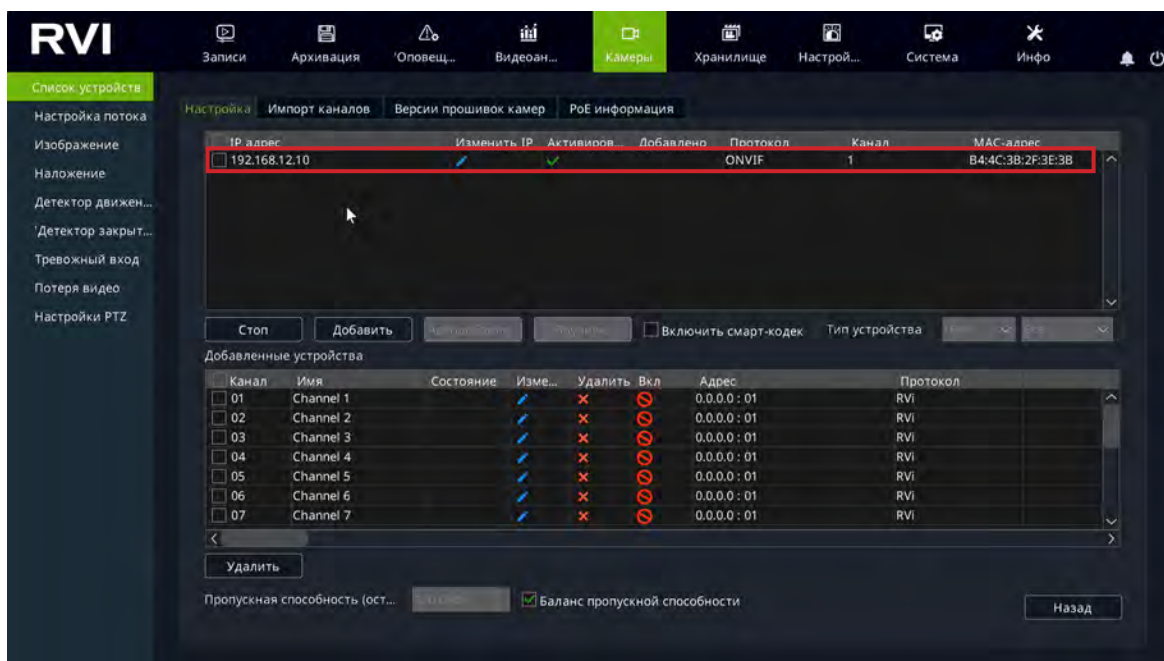 RVI
Записи Архивация 'Оповещ... Видеоан... Камеры Хранилище Настрой... Система Инфо
Список устройств
Настройка потока
Изображение
Наложение
Детектор движен...
'Детектор закрыт...
Тревожный вход
Потеря видео
Настройки PTZ
Настройка Импорт каналов Версии прошивок камер PoE информация
IP адрес Изменить IP Активиров... Добавлено Протокол Канал MAC-адрес
192.168.12.10 ONVIF 1 B4:4C:3B:2F:3E:3B
Стоп Добавить Включить смарт-кодек Тип устройства
Добавленные устройства
Канал Имя Состояние Изме... Удалить Вкл Адрес Протокол
01 Channel 1 0.0.0.0 : 01 RVi
02 Channel 2 0.0.0.0 : 01 RVi
03 Channel 3 0.0.0.0 : 01 RVi
04 Channel 4 0.0.0.0 : 01 RVi
05 Channel 5 0.0.0.0 : 01 RVi
06 Channel 6 0.0.0.0 : 01 RVi
07 Channel 7 0.0.0.0 : 01 RVi
Удалить
Пропускная способность (ост... Баланс пропускной способности
Назад